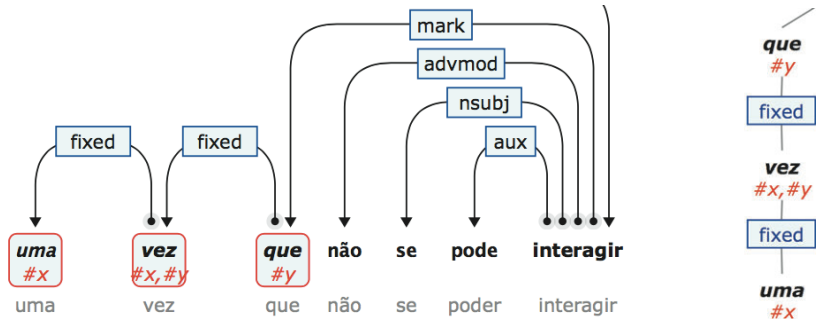 mark
advmod
nsubj
fixed fixed aux
uma vez que não se pode interagir
#x #x,#y #y
uma vez que não se poder interagir
que
#y
fixed
vez
#x,#y
fixed
uma
#x